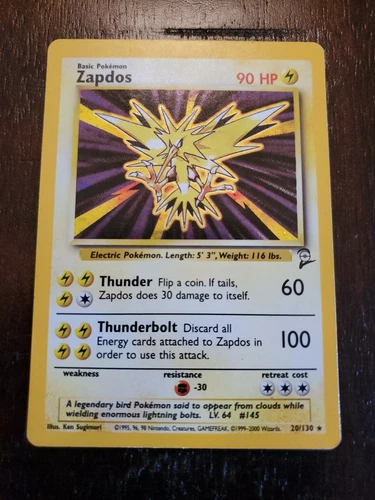 Basic Pokémon
Zapdos
90 HP
Electric Pokémon. Length: 5' 3", Weight: 116 lbs.
Thunder Flip a coin. If tails,
Zapdos does 30 damage to itself.
60
Thunderbolt Discard all
Energy cards attached to Zapdos in
order to use this attack.
100
weakness
resistance
retreat cost
-30
A legendary bird Pokémon said to appear from clouds while
wielding enormous lightning bolts. LV. 64 #145
Illus. Ken Sugimori
©1995, 96, 98 Nintendo, Creatures, GAMEFREAK. ©1999-2000 Wizards.
20/130 ★